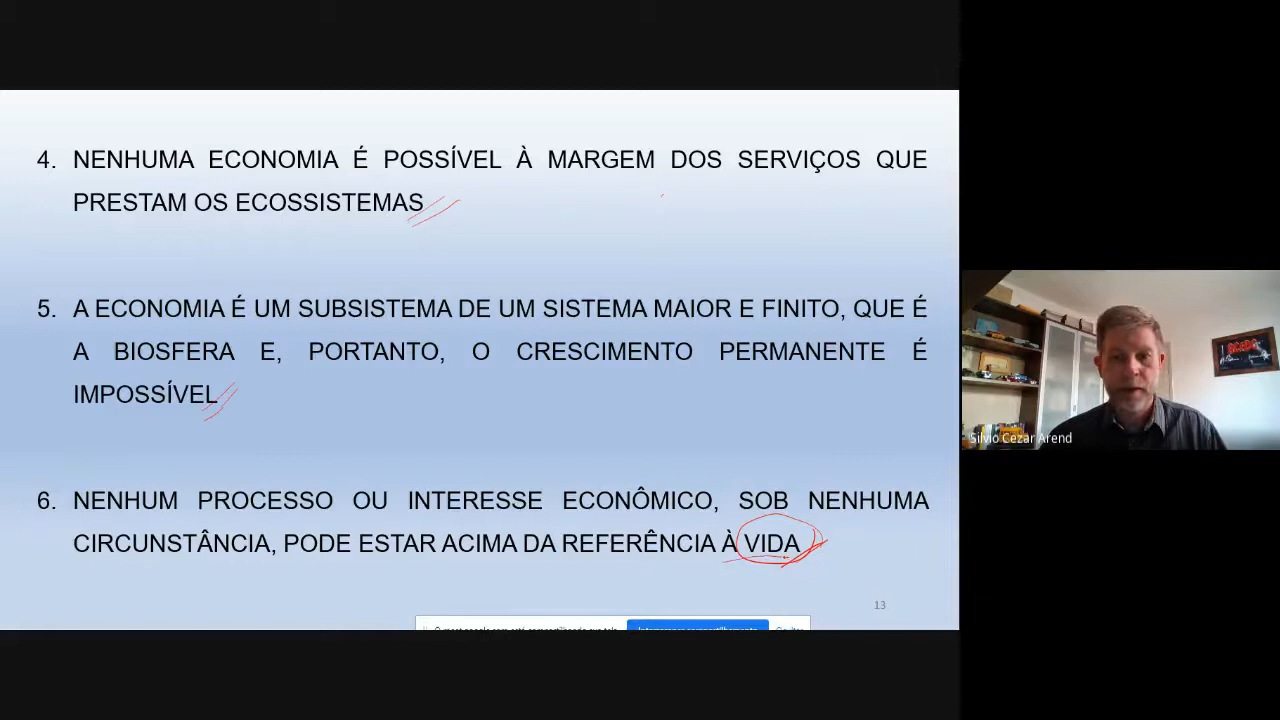 4. NENHUMA ECONOMIA É POSSÍVEL À MARGEM DOS SERVIÇOS QUE
PRESTAM OS ECOSSISTEMAS
5. A ECONOMIA É UM SUBSISTEMA DE UM SISTEMA MAIOR E FINITO, QUE É
A BIOSFERA E, PORTANTO, O CRESCIMENTO PERMANENTE É
IMPOSSÍVEL
6. NENHUM PROCESSO OU INTERESSE ECONÔMICO, SOB NENHUMA
CIRCUNSTÂNCIA, PODE ESTAR ACIMA DA REFERÊNCIA À VIDA
13
Silvio Cezar Arend